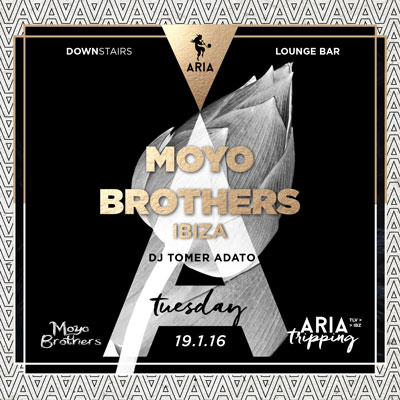 DOWNSTAIRS
ARIA
LOUNGE BAR
MOYO
BROTHERS
IBIZA
DJ TOMER ADATO
tuesday
19.1.16
Moyo
Brothers
ARIA TLV >
> IBZ
tripping